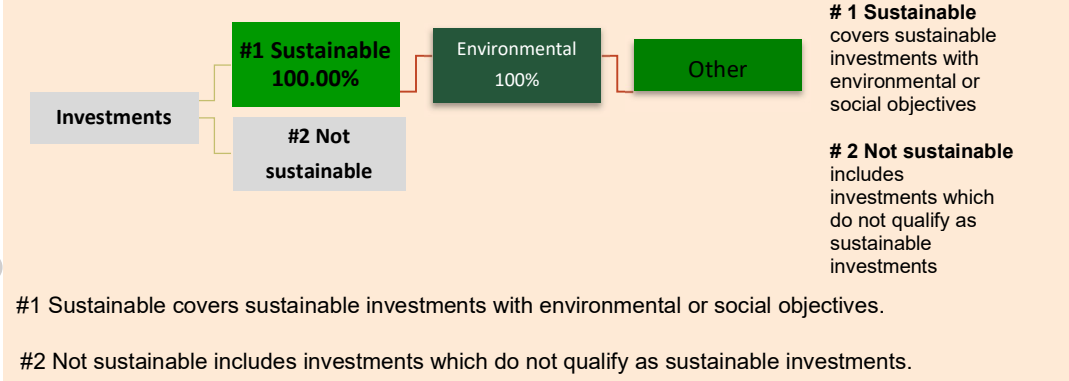 Investments
#1 Sustainable
100.00%
#2 Not
sustainable
Environmental
100%
Other
# 1 Sustainable
covers sustainable
investments with
environmental or
social objectives
# 2 Not sustainable
includes
investments which
do not qualify as
sustainable
investments
#1 Sustainable covers sustainable investments with environmental or social objectives.
#2 Not sustainable includes investments which do not qualify as sustainable investments.